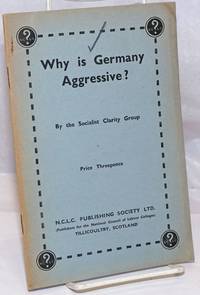 ?
?
Why is Germany
Aggressive?
By the Socialist Clarity Group
Price Threepence
N.C.L.C. PUBLISHING SOCIETY LTD.
(Publishers for the National Council of Labour Colleges)
TILLICOULTRY, SCOTLAND
?
?